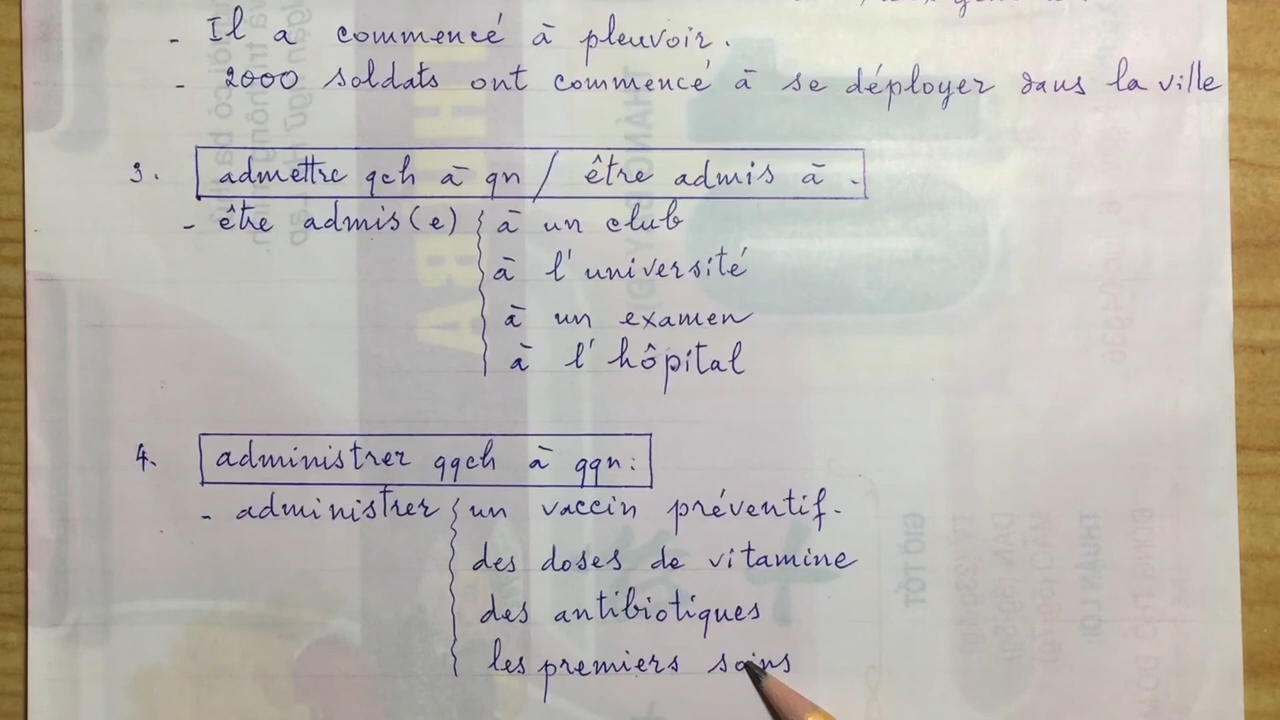 - Il a commencé à pleuvoir.
- 2000 soldats ont commencé à se déployer dans la ville
3. admettre qch à qn / être admis à.
- être admis(e) { à un club
à l'université
à un examen
à l'hôpital
4. administrer qqch à qqn:
- administrer { un vaccin préventif.
des doses de vitamine
des antibiotiques
les premiers soins